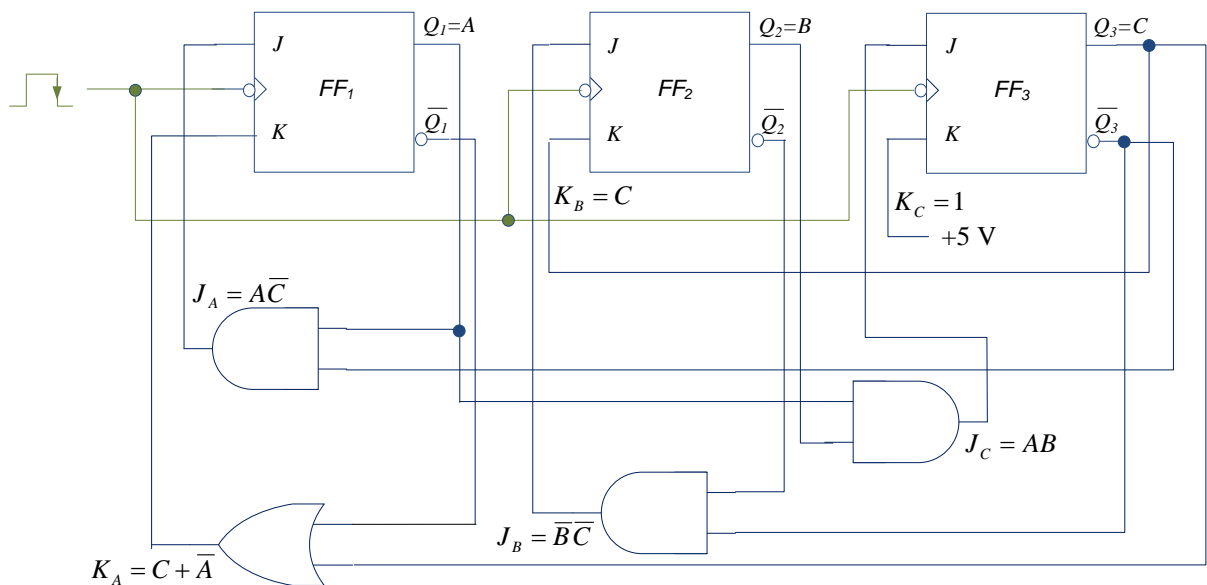 Q1=A
J
FF1
Q̅1̅
K
Q2=B
J
FF2
Q̅2̅
K
K_B = C
Q3=C
J
FF3
Q̅3̅
K
K_C = 1
+5 V
J_A = AC̅
J_C = AB
J_B = B̅C̅
K_A = C + A̅